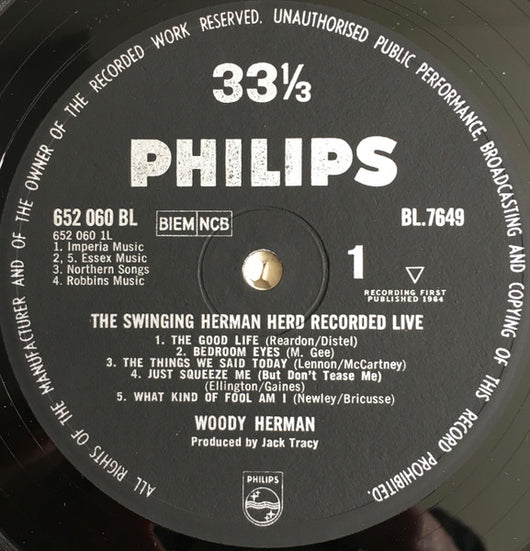 ALL RIGHTS OF THE MANUFACTURER AND OF THE OWNER OF THE RECORDED WORK RESERVED. UNAUTHORISED PUBLIC PERFORMANCE, BROADCASTING AND COPYING OF THIS RECORD PROHIBITED.
33⅓
PHILIPS
652 060 BL
BIEM NCB
BL.7649
652 060 1L
1. Imperia Music
2, 5. Essex Music
3. Northern Songs
4. Robbins Music
1
RECORDING FIRST
PUBLISHED 1964
THE SWINGING HERMAN HERD RECORDED LIVE
1. THE GOOD LIFE (Reardon/Distel)
2. BEDROOM EYES (M. Gee)
3. THE THINGS WE SAID TODAY (Lennon/McCartney)
4. JUST SQUEEZE ME (But Don't Tease Me)
(Ellington/Gaines)
5. WHAT KIND OF FOOL AM I (Newley/Bricusse)
WOODY HERMAN
Produced by Jack Tracy
PHILIPS